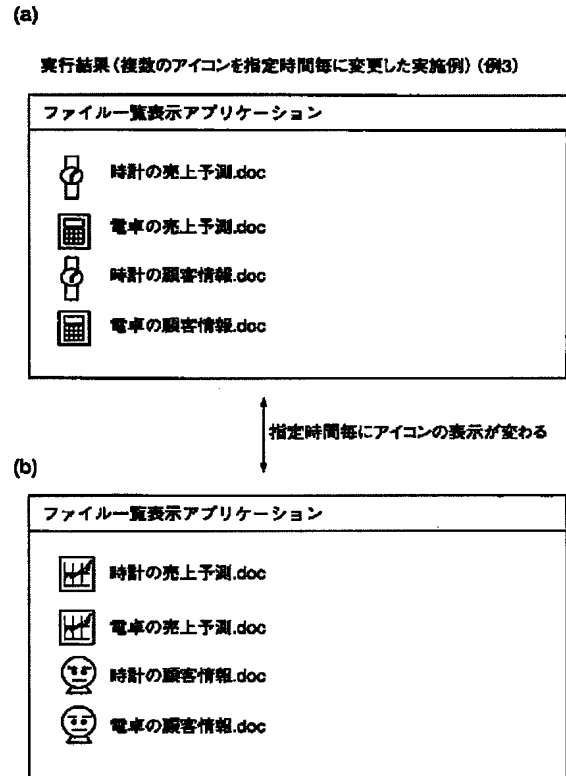 (a)
実行結果(複数のアイコンを指定時間毎に変更した実施例)(例3)
ファイル一覧表示アプリケーション
時計の売上予測.doc
電卓の売上予測.doc
時計の顧客情報.doc
電卓の顧客情報.doc
指定時間毎にアイコンの表示が変わる
(b)
ファイル一覧表示アプリケーション
時計の売上予測.doc
電卓の売上予測.doc
時計の顧客情報.doc
電卓の顧客情報.doc